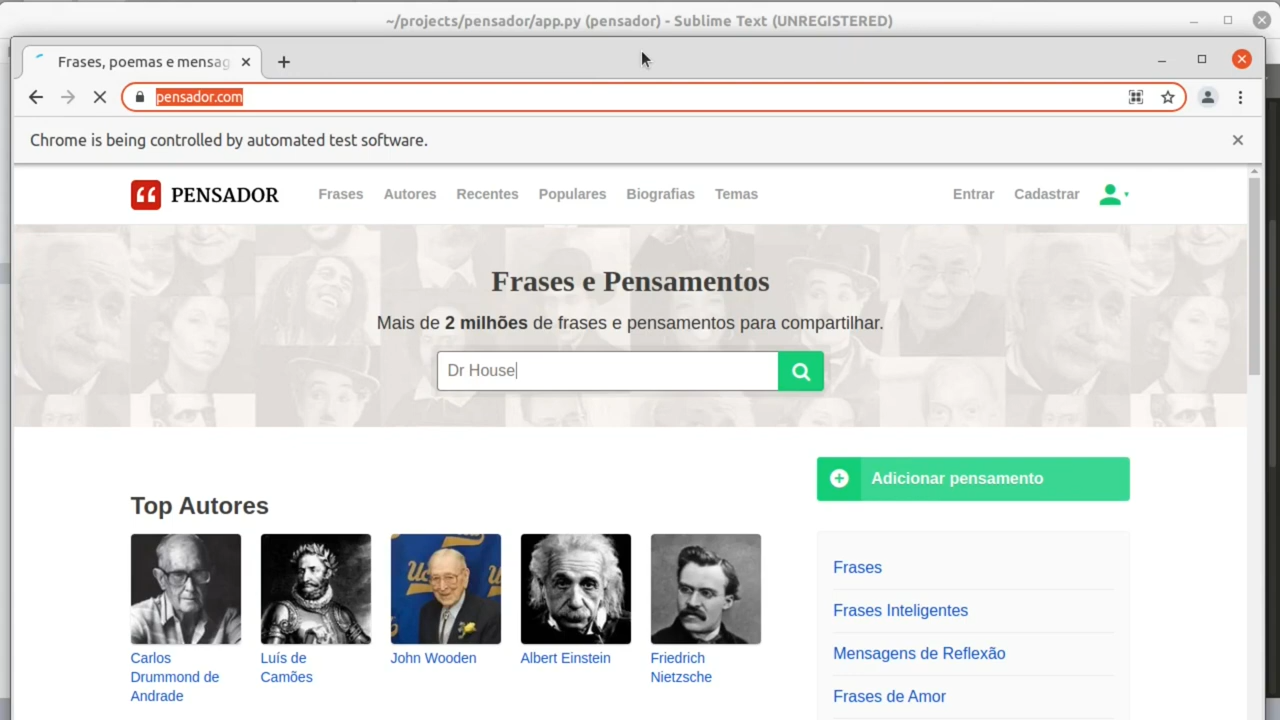 ~/projects/pensador/app.py (pensador) - Sublime Text (UNREGISTERED)
Frases, poemas e mensag
pensador.com
Chrome is being controlled by automated test software.
PENSADOR Frases Autores Recentes Populares Biografias Temas Entrar Cadastrar
Frases e Pensamentos
Mais de 2 milhões de frases e pensamentos para compartilhar.
Dr House
Adicionar pensamento
Top Autores
Carlos
Drummond de
Andrade
Luís de
Camões
John Wooden
Albert Einstein
Friedrich
Nietzsche
Frases
Frases Inteligentes
Mensagens de Reflexão
Frases de Amor